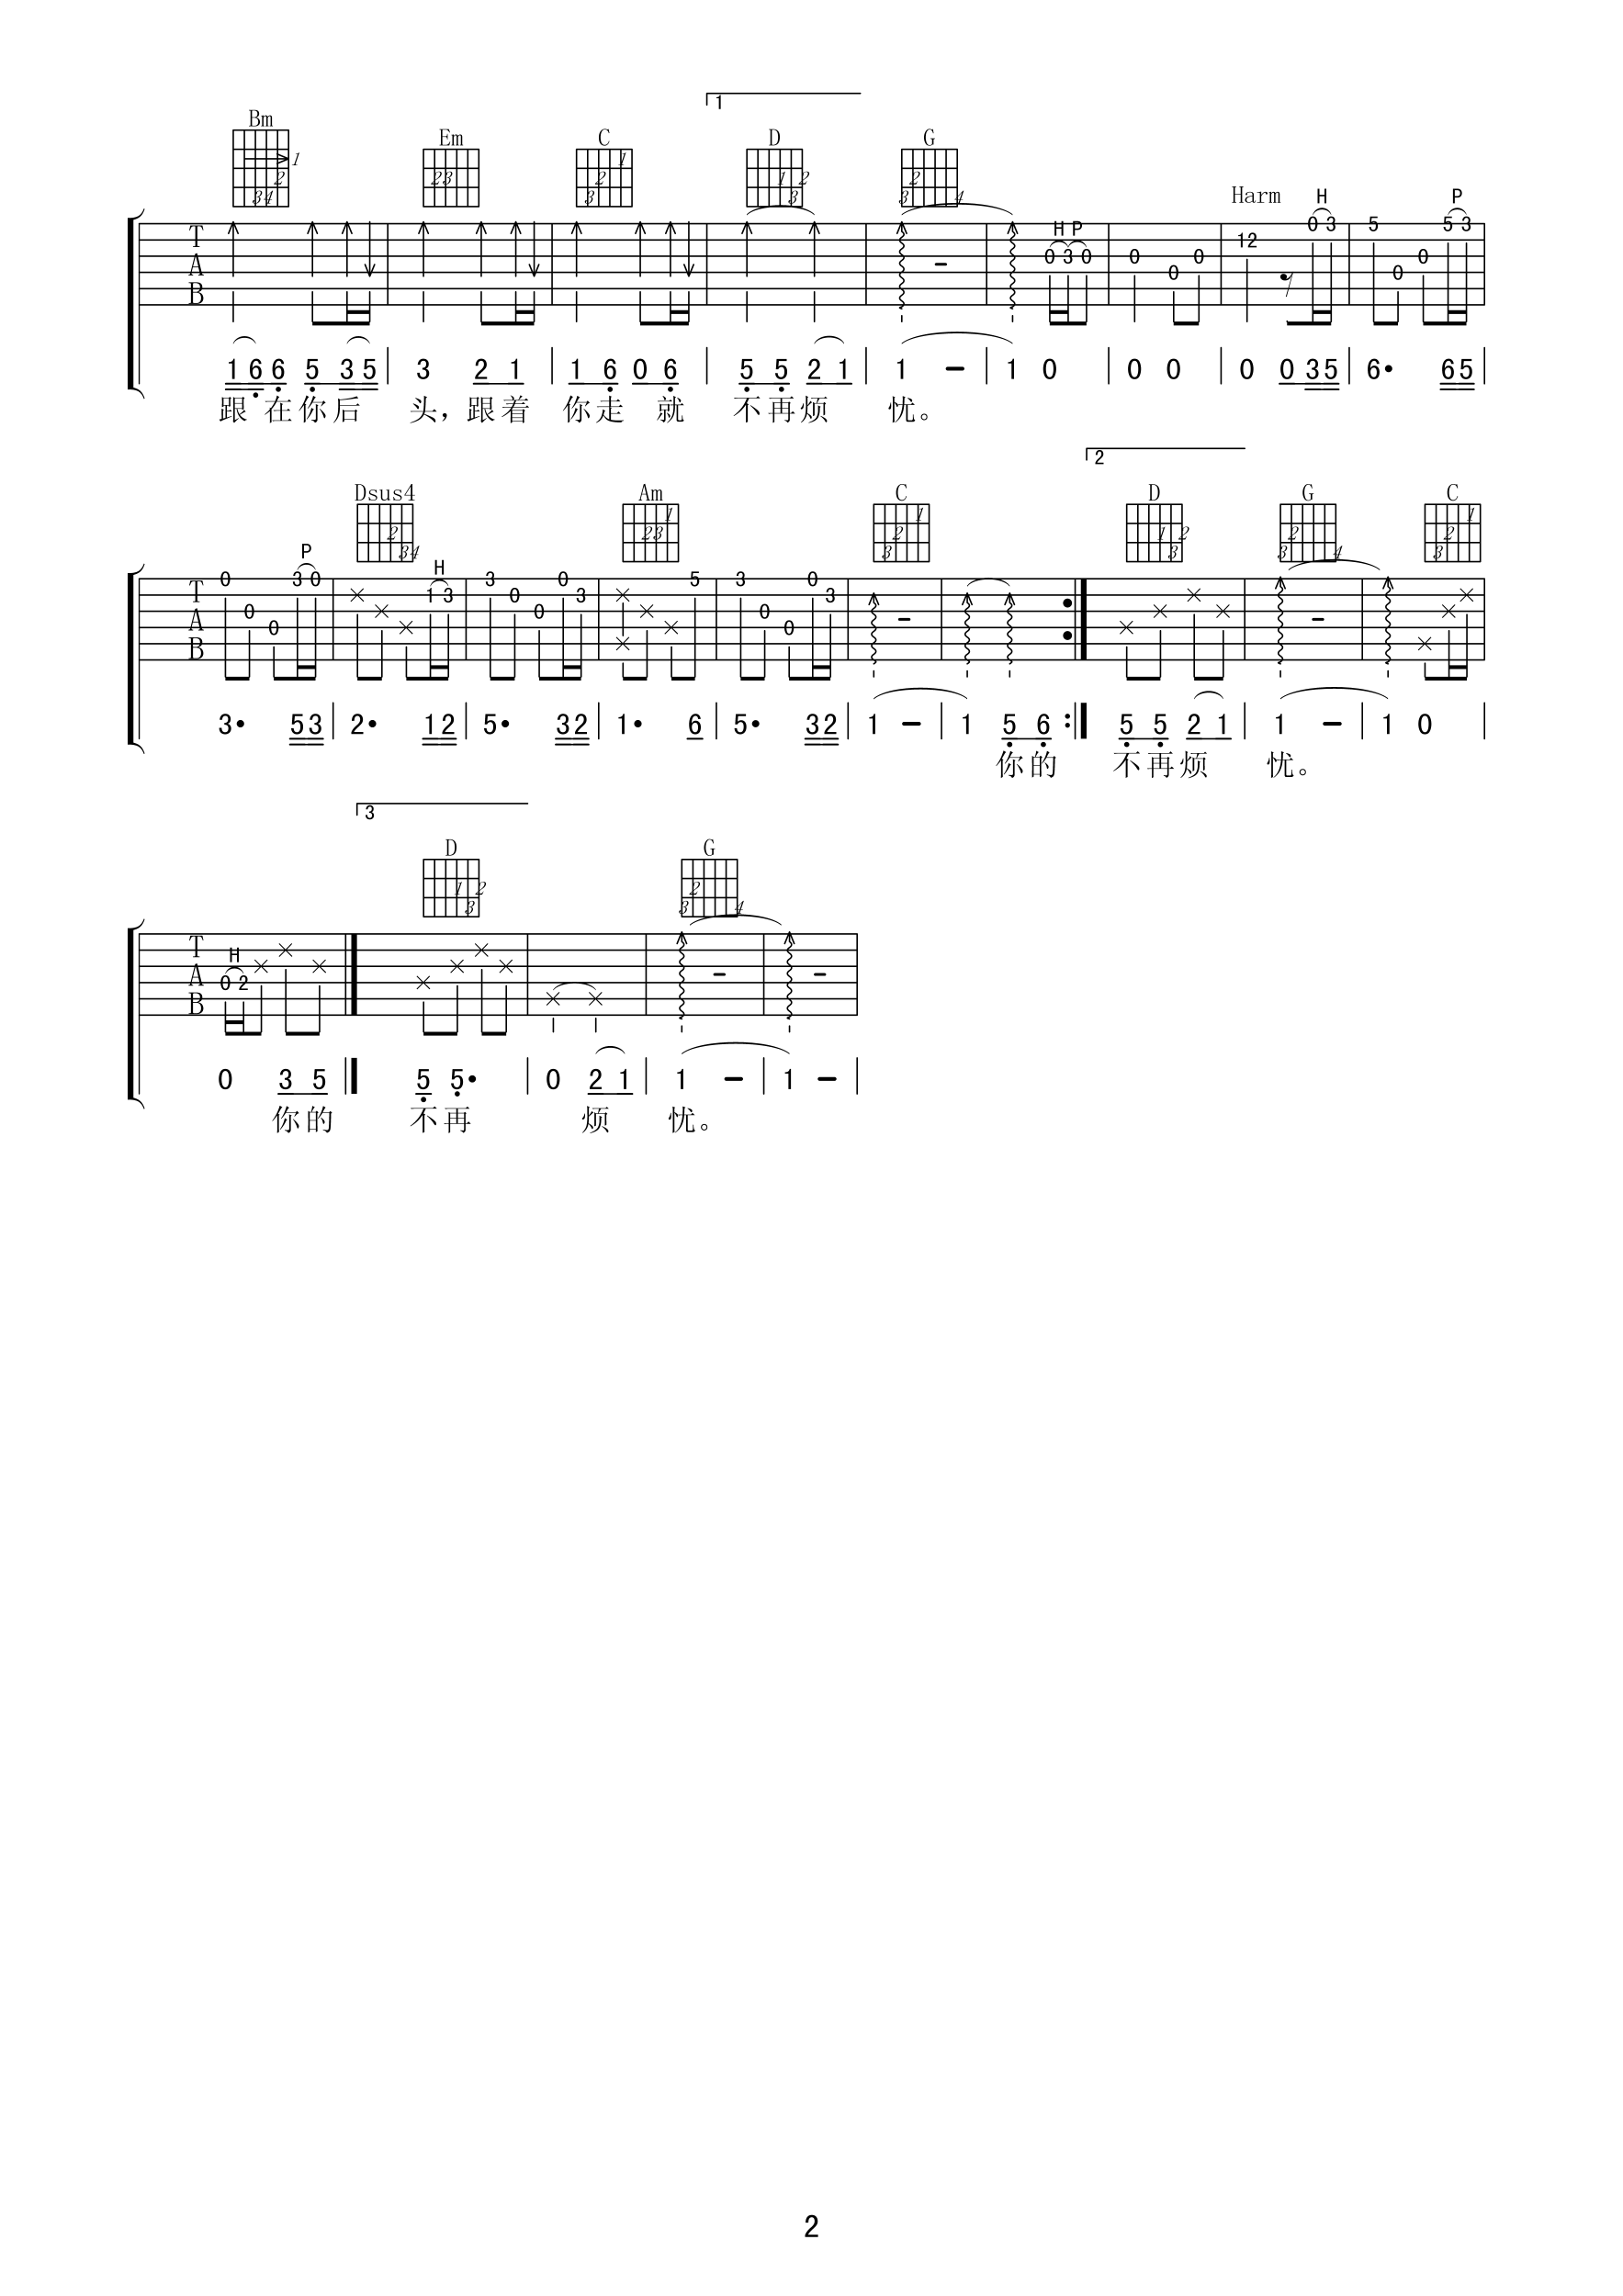 1
Bm Em C D G
Harm H P
H P
T 12 0 3 5 5 3
A 0 3 0 0 0 0 0 0
B
1 6 6 5 3 5 | 3 2 1 | 1 6 0 6 | 5 5 2 1 | 1 - | 1 0 | 0 0 | 0 0 3 5 | 6· 6 5
跟 在你后 头，跟着 你走 就 不再烦 忧。
2
Dsus4 Am C D G C
P H
T 0 3 0 1 3 3 0 0 3 5 3 0 3
A 0 0 0 0 0
B
3· 5 3 | 2· 1 2 | 5· 3 2 | 1· 6 | 5· 3 2 | 1 - | 1 5 6 :| 5 5 2 1 | 1 - | 1 0 |
你的 不再烦 忧。
3
D G
H
T
A 0 2
B
0 3 5 | 5 5· | 0 2 1 | 1 - | 1 - |
你的 不再 烦 忧。
2